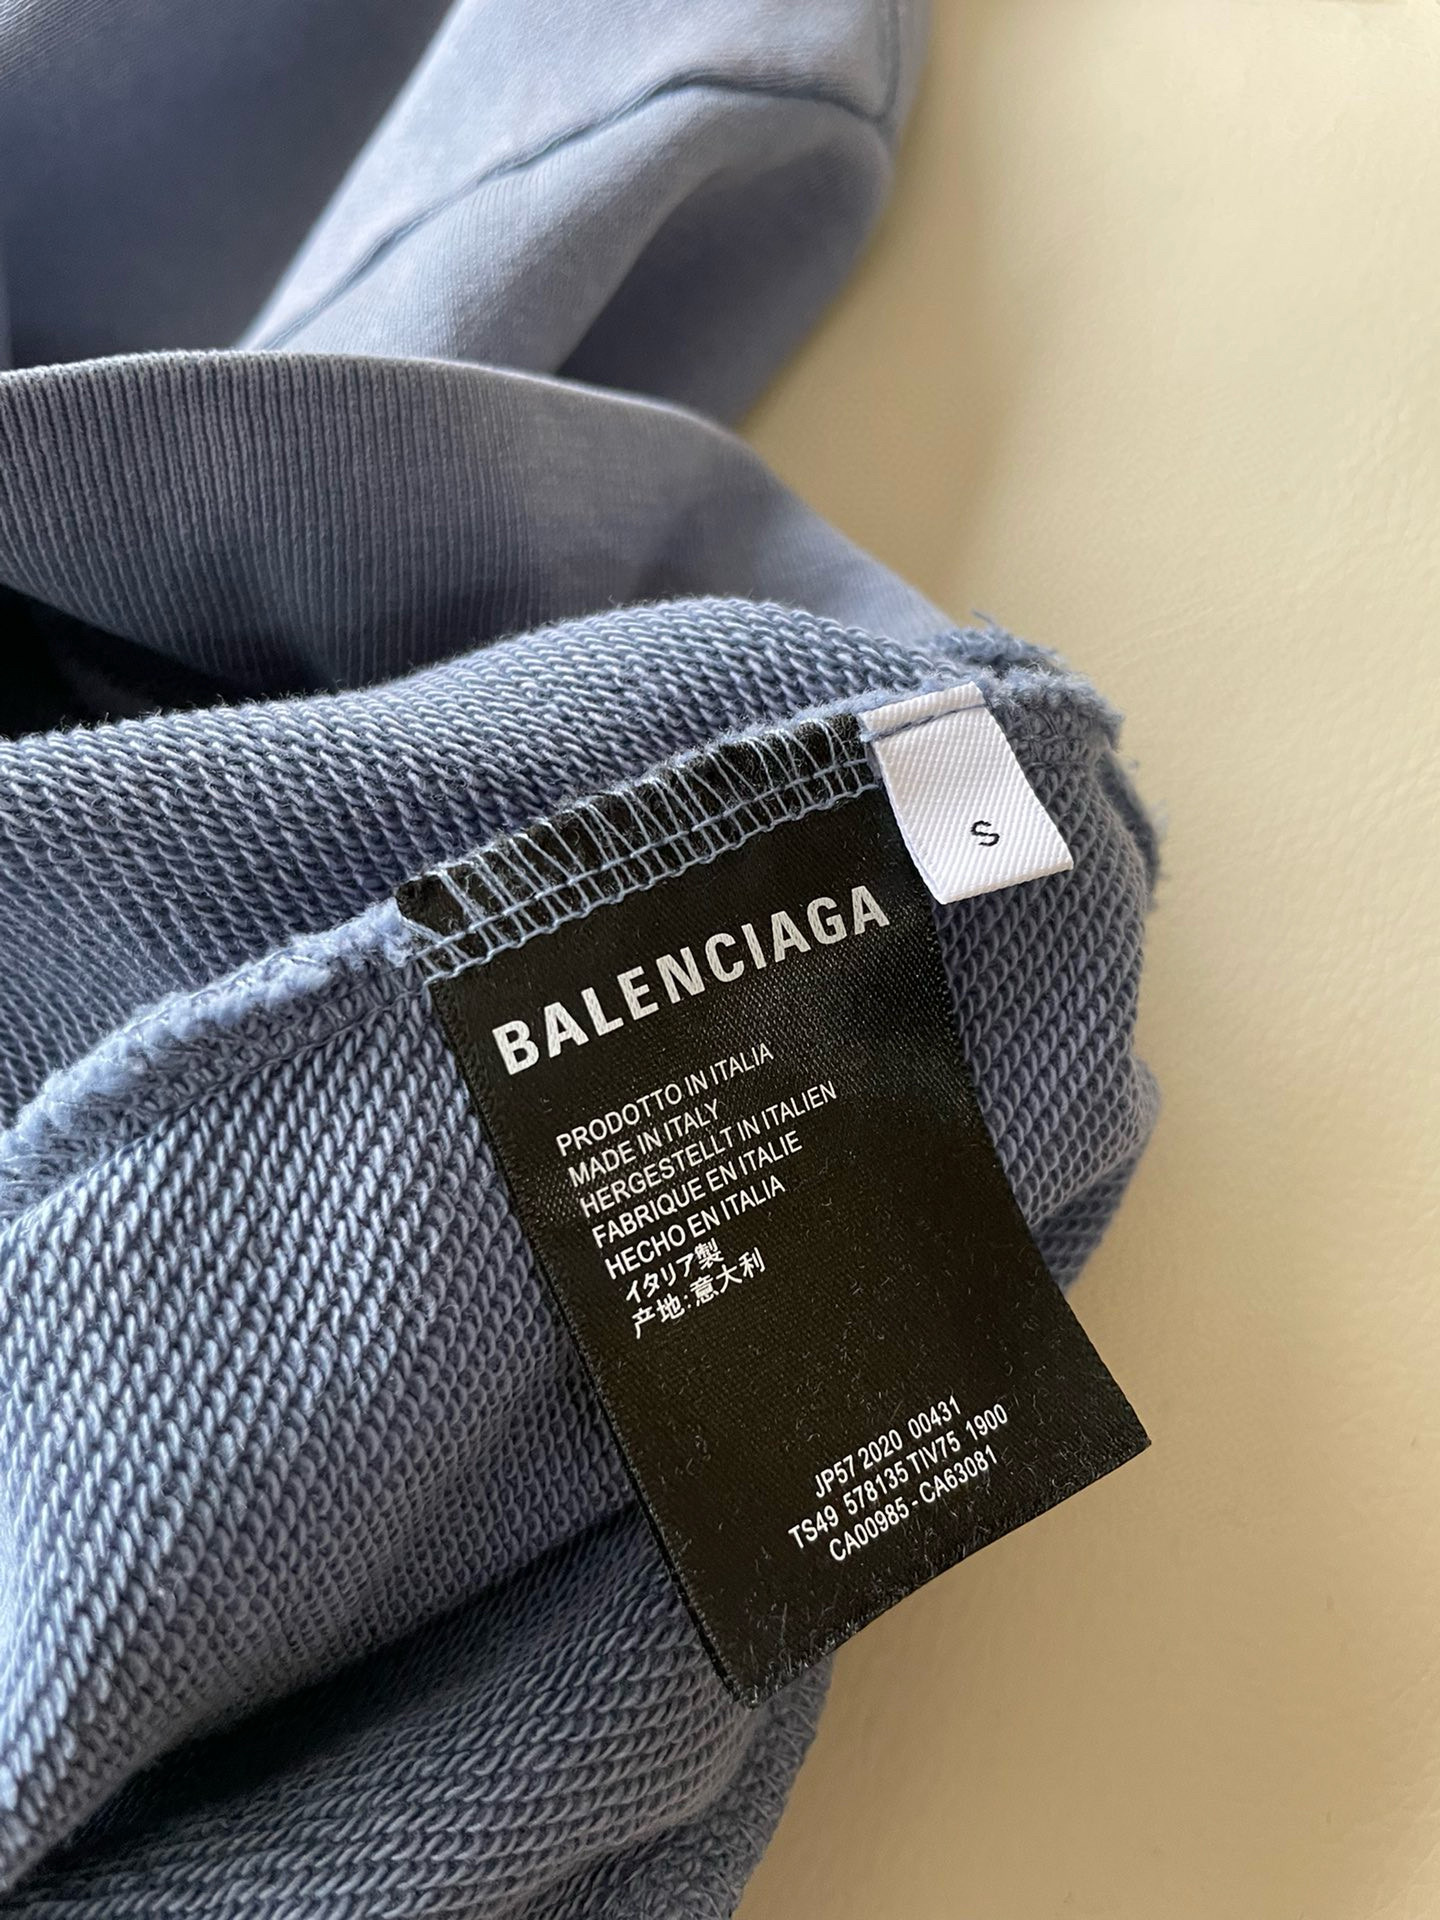 S
BALENCIAGA
PRODOTTO IN ITALIA
MADE IN ITALY
HERGESTELLT IN ITALIEN
FABRIQUE EN ITALIE
HECHO EN ITALIA
イタリア製
产地:意大利
JP57 2020 00431
TS49 578135 TIV75 1900
CA00985 - CA63081